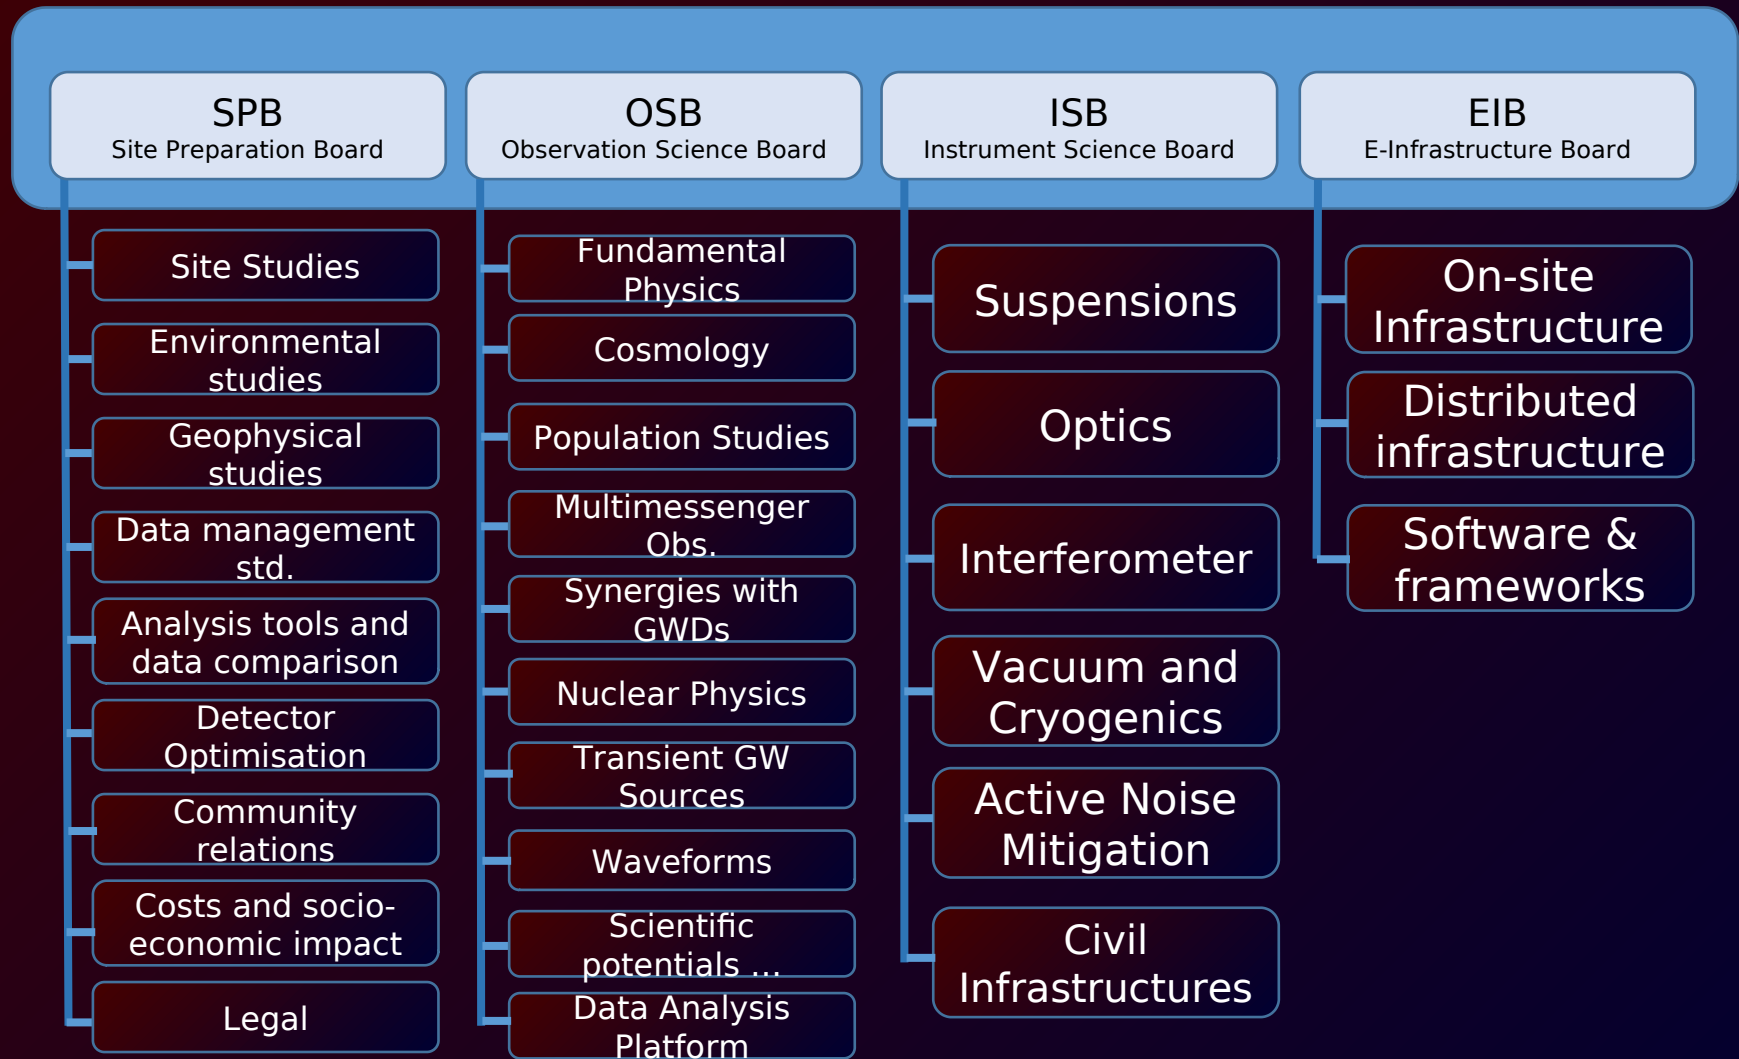 SPB
Site Preparation Board
Site Studies
Environmental
studies
Geophysical
studies
Data management
std.
Analysis tools and
data comparison
Detector
Optimisation
Community
relations
Costs and socio-
economic impact
Legal
OSB
Observation Science Board
Fundamental
Physics
Cosmology
Population Studies
Multimessenger
Obs.
Synergies with
GWDs
Nuclear Physics
Transient GW
Sources
Waveforms
Scientific
potentials ...
Data Analysis
Platform
ISB
Instrument Science Board
Suspensions
Optics
Interferometer
Vacuum and
Cryogenics
Active Noise
Mitigation
Civil
Infrastructures
EIB
E-Infrastructure Board
On-site
Infrastructure
Distributed
infrastructure
Software &
frameworks